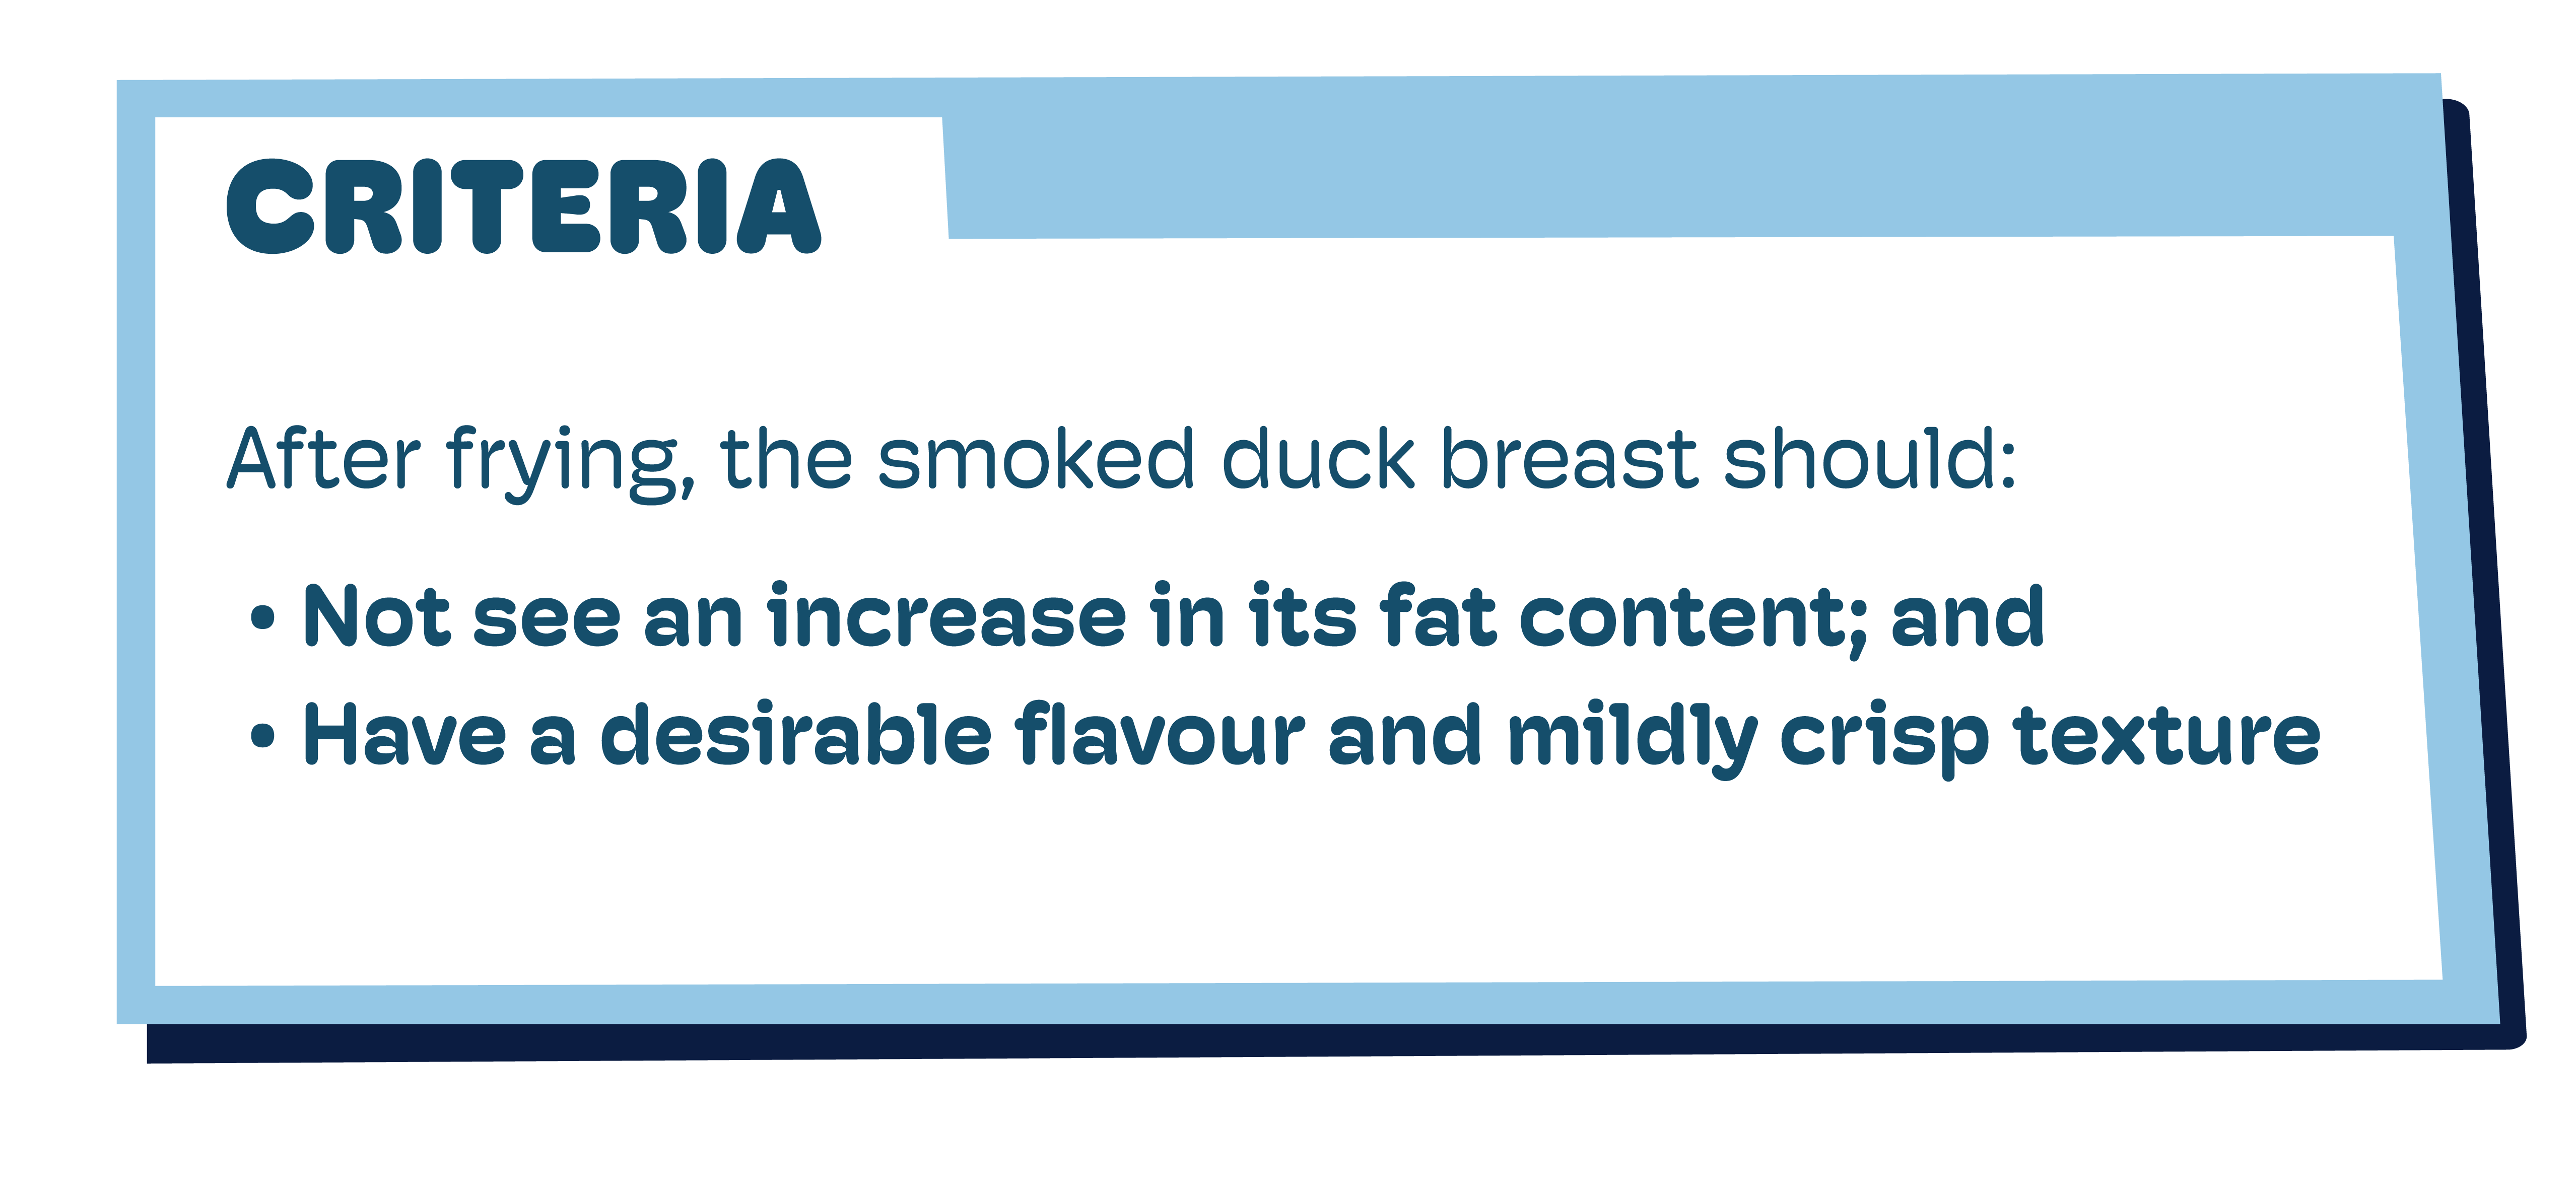 CRITERIA
After frying, the smoked duck breast should:
• Not see an increase in its fat content; and
• Have a desirable flavour and mildly crisp texture